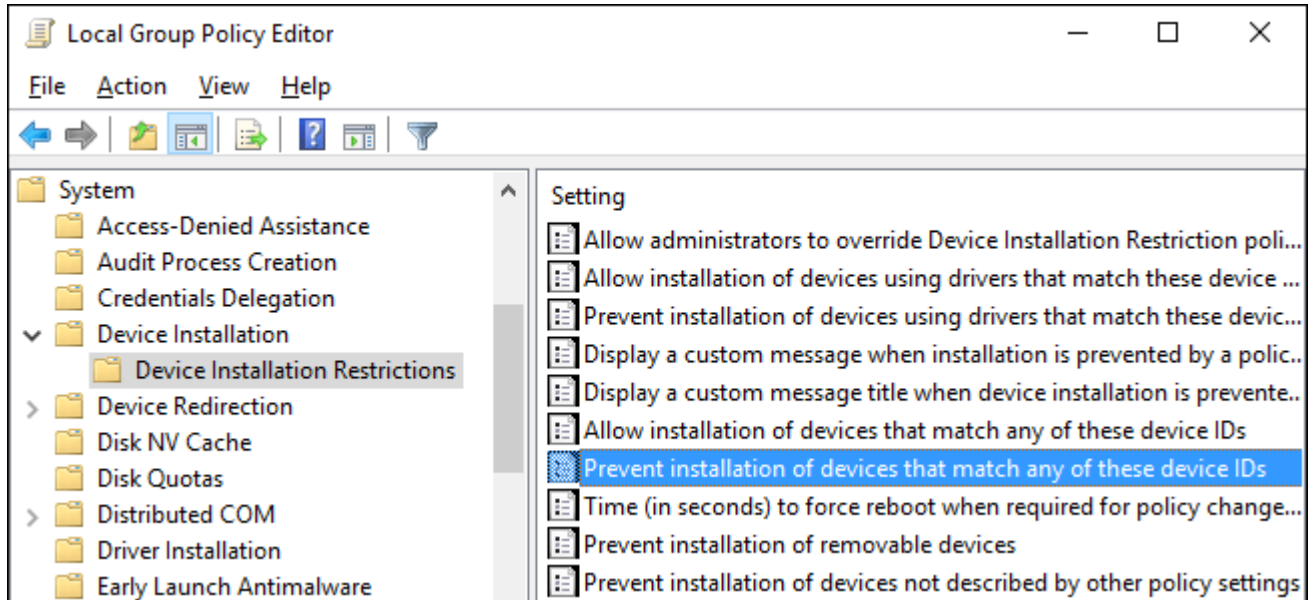 Local Group Policy Editor
File Action View Help
System
Access-Denied Assistance
Audit Process Creation
Credentials Delegation
Device Installation
Device Installation Restrictions
Device Redirection
Disk NV Cache
Disk Quotas
Distributed COM
Driver Installation
Early Launch Antimalware
Setting
Allow administrators to override Device Installation Restriction poli...
Allow installation of devices using drivers that match these device ...
Prevent installation of devices using drivers that match these devic...
Display a custom message when installation is prevented by a polic...
Display a custom message title when device installation is prevente...
Allow installation of devices that match any of these device IDs
Prevent installation of devices that match any of these device IDs
Time (in seconds) to force reboot when required for policy change...
Prevent installation of removable devices
Prevent installation of devices not described by other policy settings